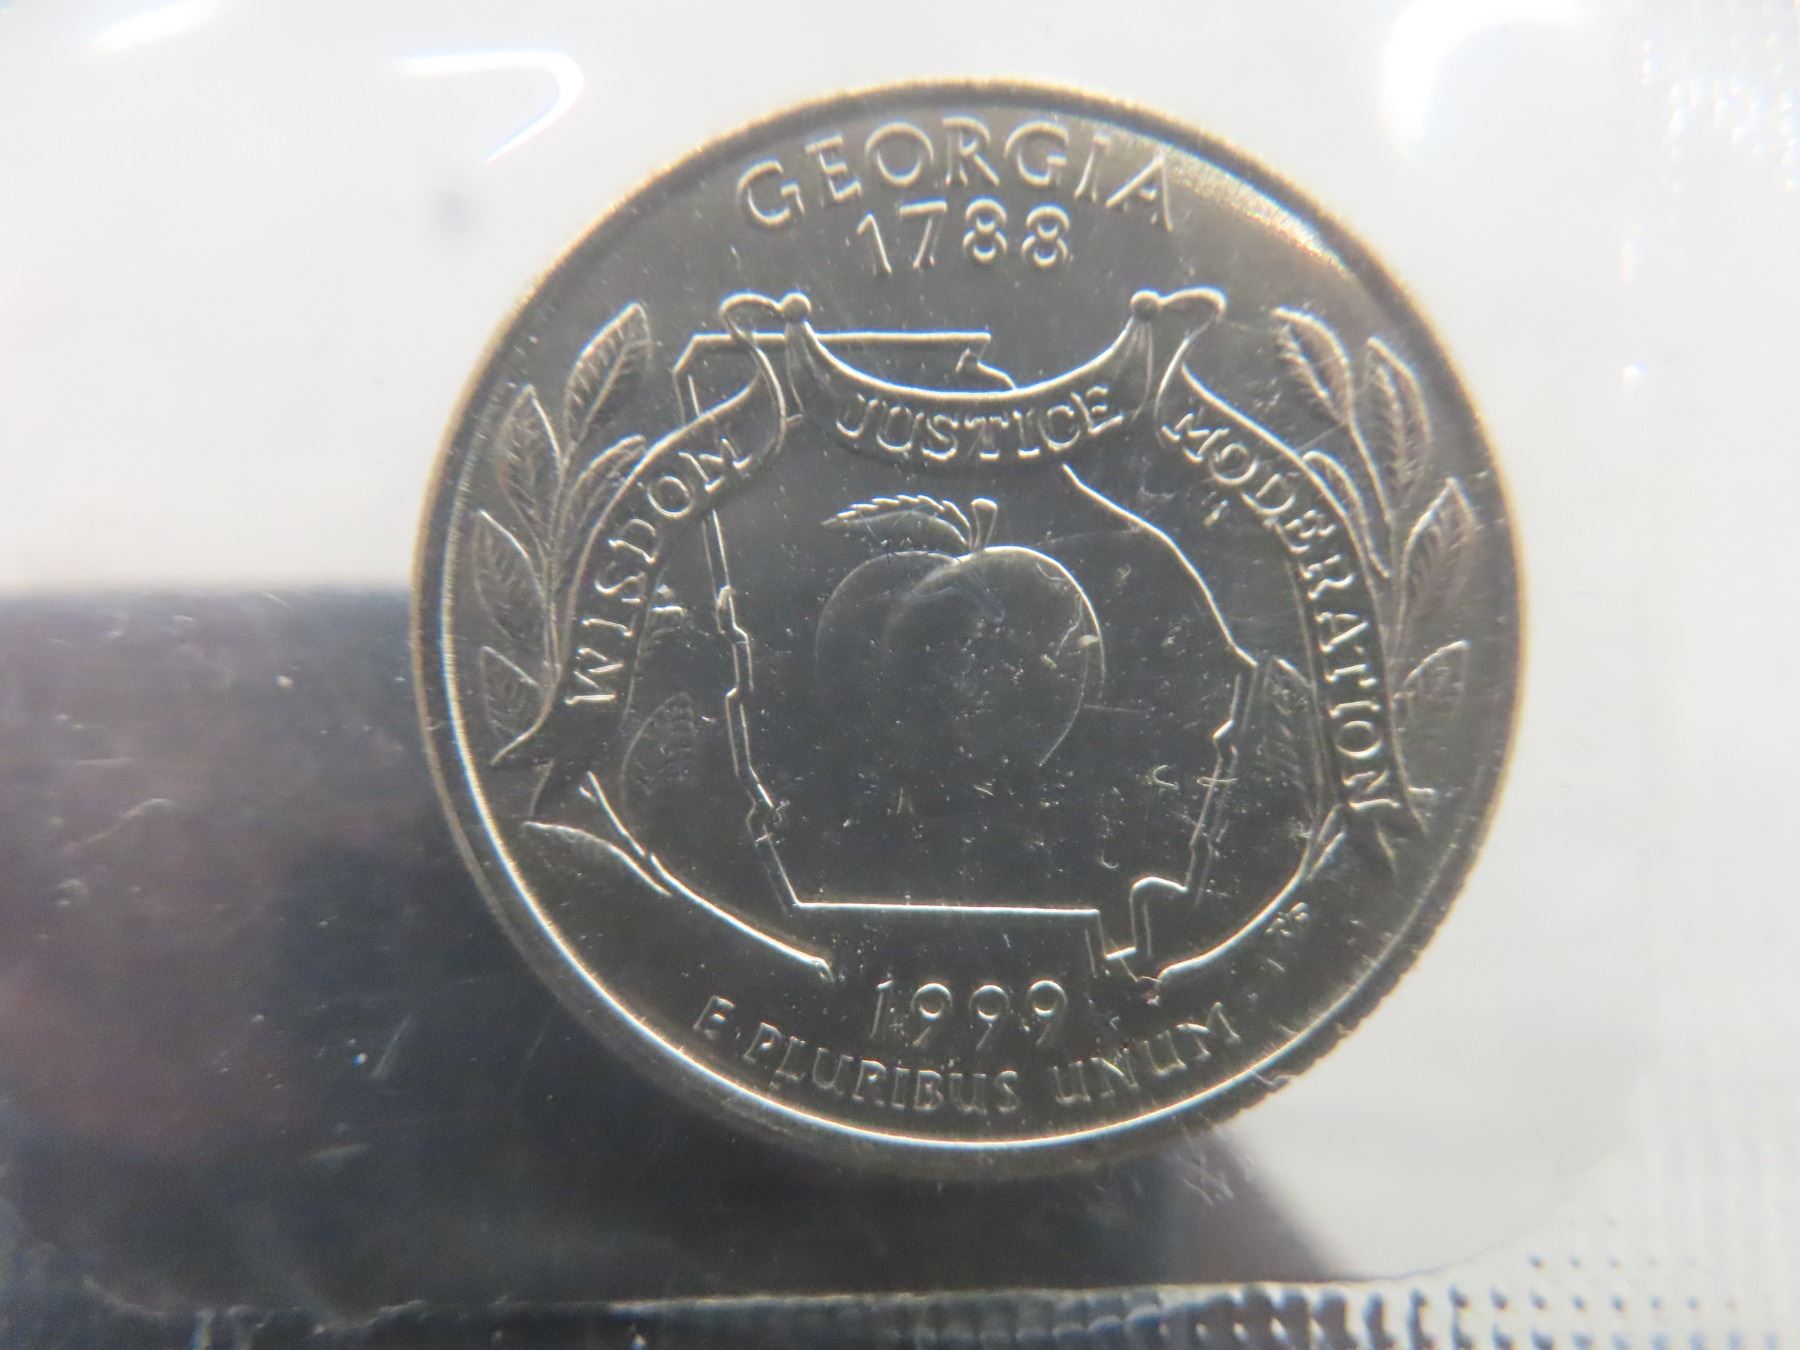 GEORGIA
1788
WISDOM
JUSTICE
MODERATION
1999
E PLURIBUS UNUM